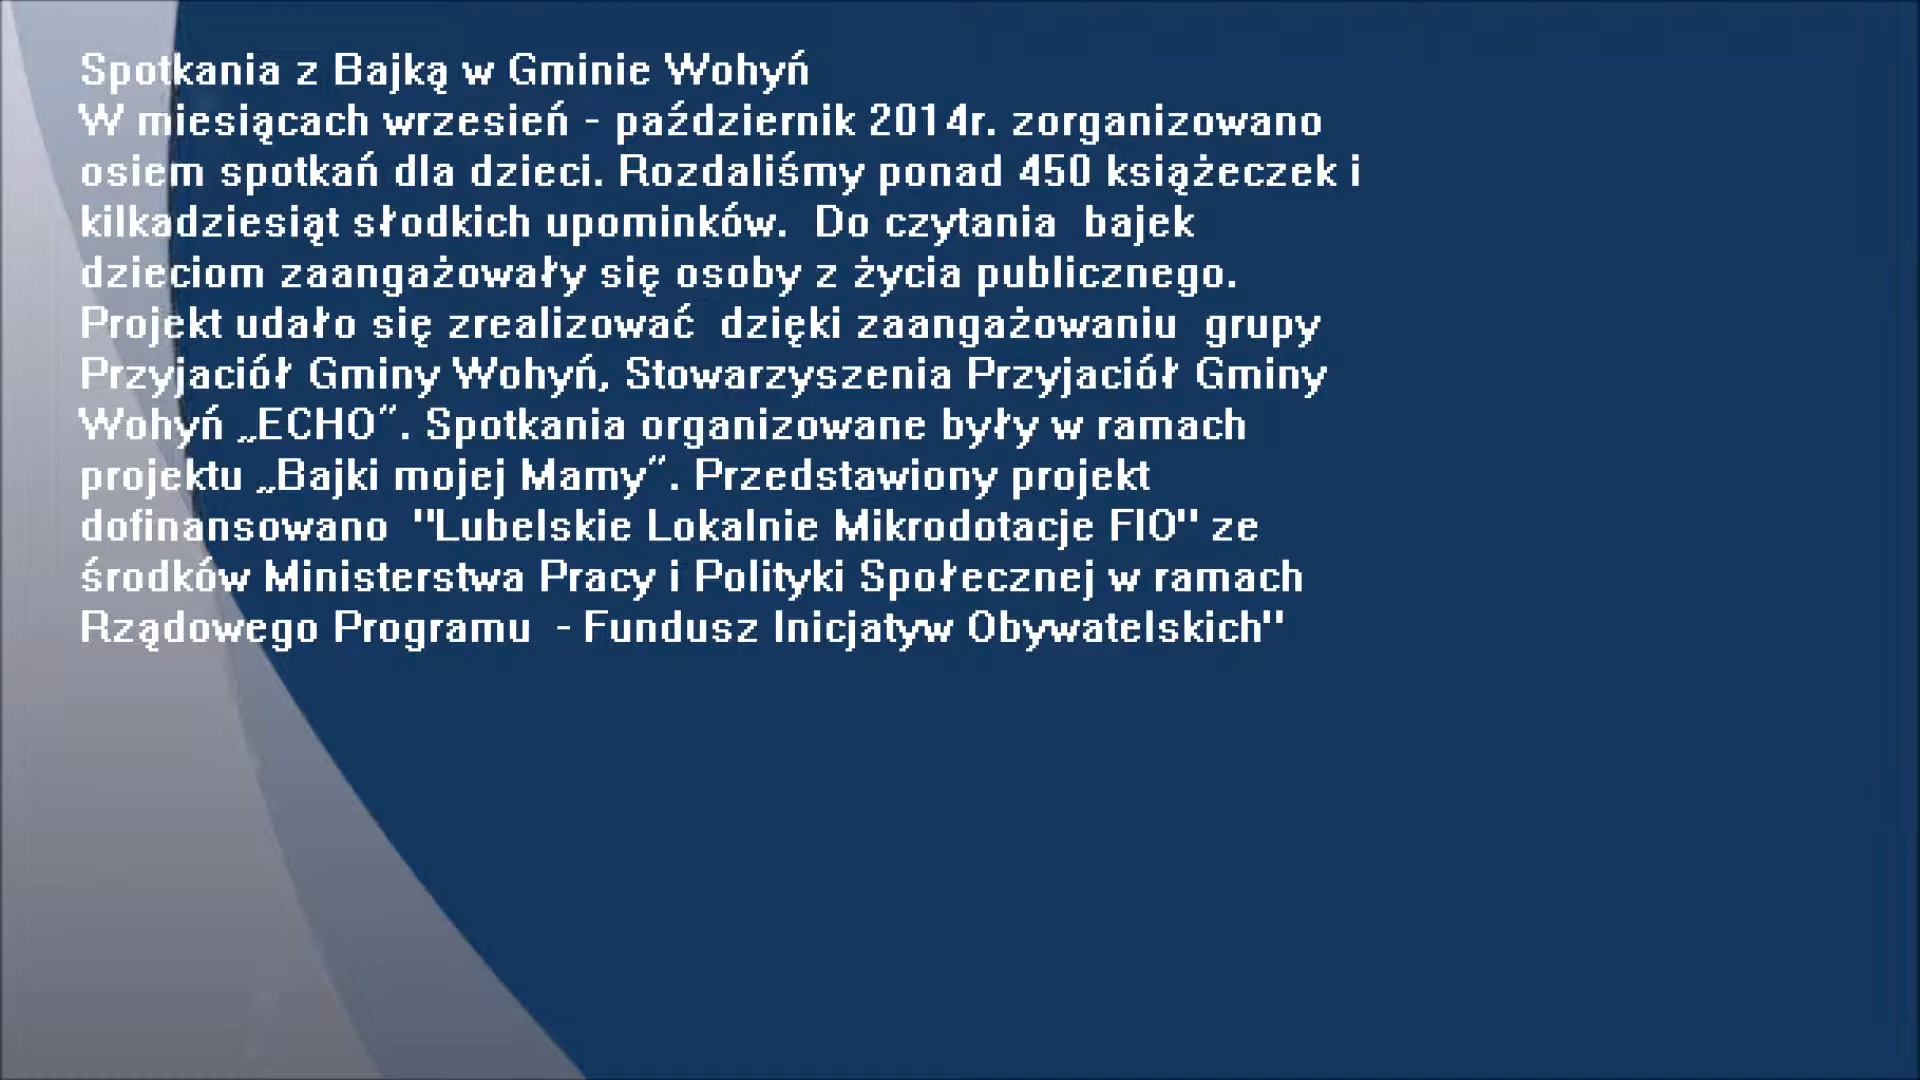 Spotkania z Bajką w Gminie Wohyń
W miesiącach wrzesień - październik 2014r. zorganizowano
osiem spotkań dla dzieci. Rozdaliśmy ponad 450 książeczek i
kilkadziesiąt słodkich upominków.  Do czytania  bajek
dzieciom zaangażowały się osoby z życia publicznego.
Projekt udało się zrealizować  dzięki zaangażowaniu  grupy
Przyjaciół Gminy Wohyń, Stowarzyszenia Przyjaciół Gminy
Wohyń „ECHO”. Spotkania organizowane były w ramach
projektu „Bajki mojej Mamy”. Przedstawiony projekt
dofinansowano  "Lubelskie Lokalnie Mikrodotacje FIO" ze
środków Ministerstwa Pracy i Polityki Społecznej w ramach
Rządowego Programu  - Fundusz Inicjatyw Obywatelskich"